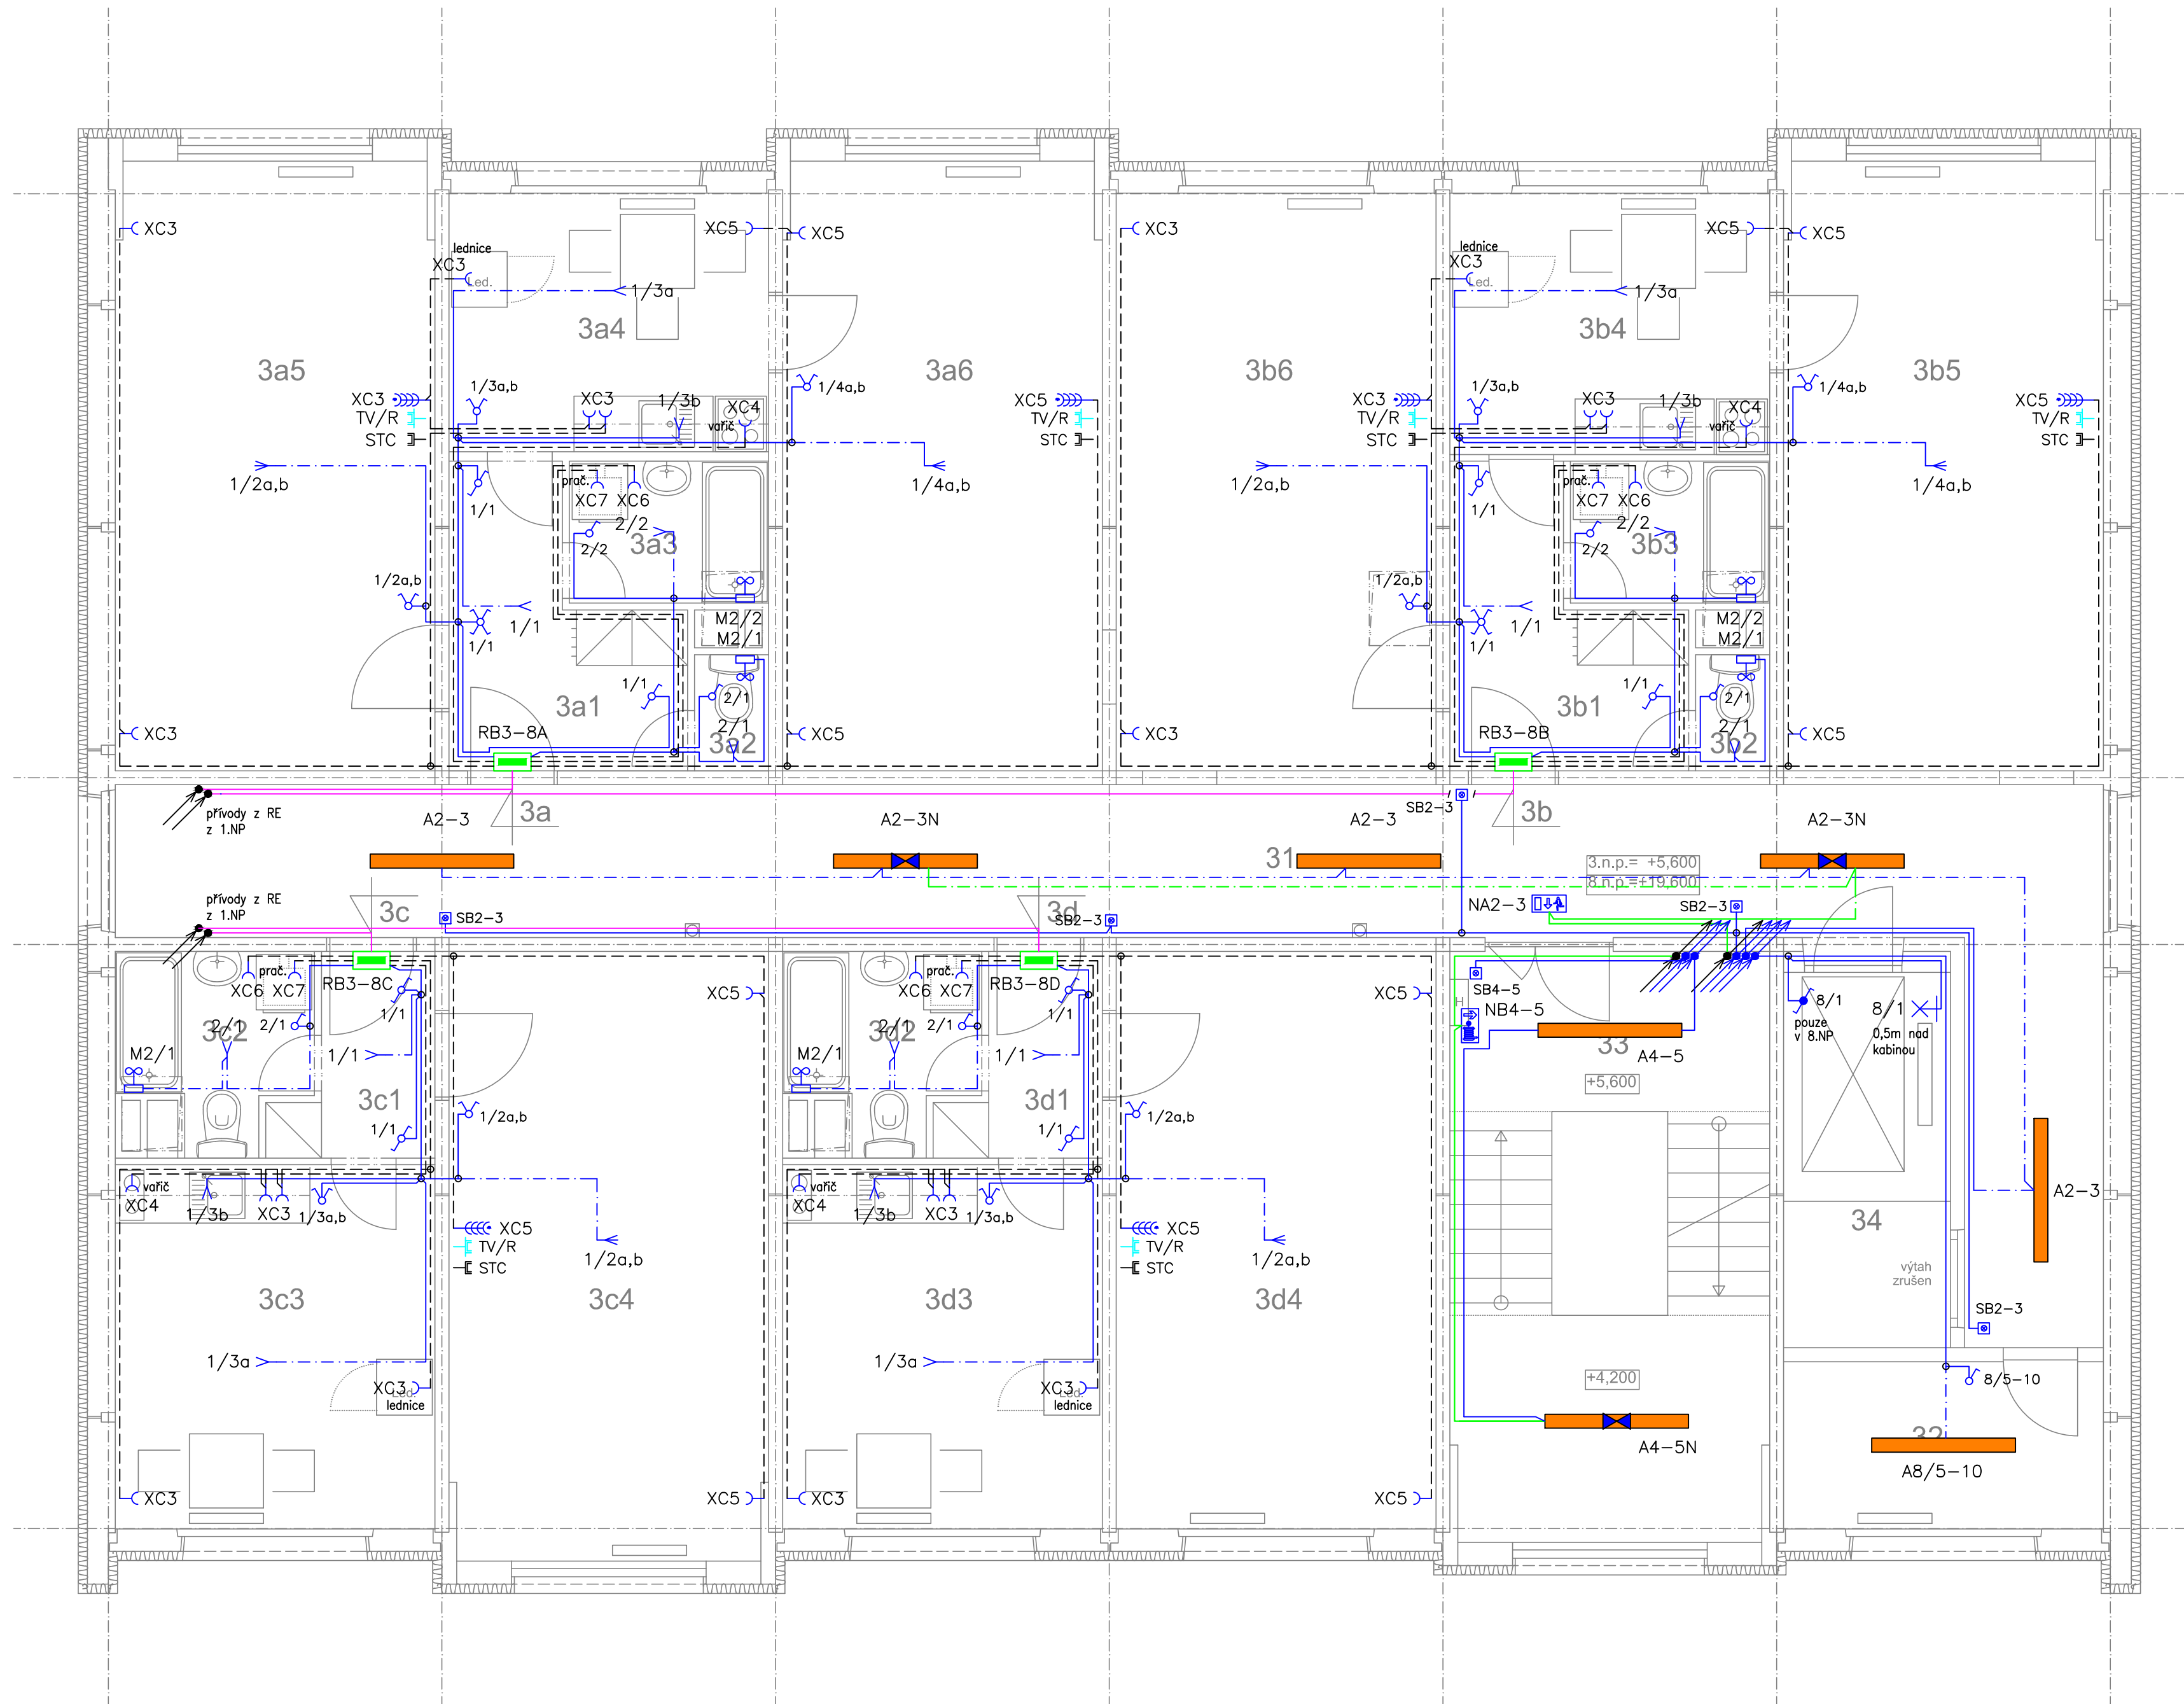 XC3
XC5
XC5
XC3
XC5
XC5
lednice
XC3
Led.
1/3a
lednice
XC3
Led.
1/3a
3a4
3b4
3a5
3a6
3b6
3b5
XC3
TV/R
STC
1/3a,b
XC3
1/3b
XC4
vařič
1/4a,b
XC5
TV/R
STC
XC3
TV/R
STC
1/3a,b
XC3
1/3b
XC4
vařič
1/4a,b
XC5
TV/R
STC
1/2a,b
1/1
prač.
XC7
XC6
1/4a,b
1/2a,b
1/1
prač.
XC7
XC6
1/4a,b
2/2
3a3
2/2
2/2
3b3
2/2
1/2a,b
1/1
1/1
M2/2
M2/1
1/2a,b
1/1
1/1
M2/2
M2/1
1/1
2/1
3a1
2/1
3a2
1/1
2/1
3b1
2/1
3b2
XC3
RB3-8A
XC5
XC3
RB3-8B
XC5
přívody z RE
z 1.NP
A2-3
3a
A2-3N
A2-3
SB2-3
3b
A2-3N
31
3.n.p.= +5,600
8.n.p.=+19,600
přívody z RE
z 1.NP
3c
SB2-3
3d
SB2-3
NA2-3
SB2-3
prač.
XC6
XC7
RB3-8C
XC5
prač.
XC6
XC7
RB3-8D
XC5
SB4-5
NB4-5
8/1
pouze
v 8.NP
8/1
0,5m nad
kabinou
3c2
2/1
2/1
1/1
3d2
2/1
2/1
1/1
M2/1
1/1
M2/1
1/1
33
A4-5
+5,600
3c1
1/1
1/2a,b
3d1
1/1
1/2a,b
vařič
XC4
1/3b
XC3
1/3a,b
vařič
XC4
1/3b
XC3
1/3a,b
A2-3
34
XC5
TV/R
STC
1/2a,b
XC5
TV/R
STC
1/2a,b
výtah
zrušen
3c3
3c4
3d3
3d4
SB2-3
1/3a
1/3a
XC3
Led.
lednice
XC3
Led.
lednice
+4,200
8/5-10
32
A4-5N
A8/5-10
XC3
XC5
XC3
XC5